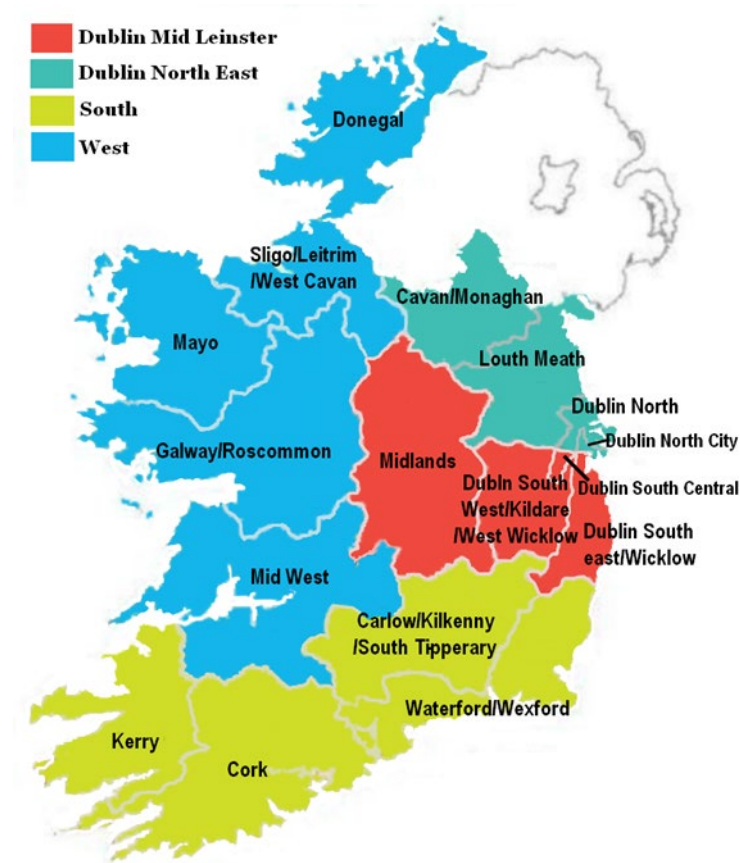 Dublin Mid Leinster
Dublin North East
South
West
Donegal
Sligo/Leitrim
/West Cavan
Cavan/Monaghan
Mayo
Louth Meath
Dublin North
Dublin North City
Galway/Roscommon
Midlands
Dubln South
West/Kildare
/West Wicklow
Dublin South Central
Dublin South
east/Wicklow
Mid West
Carlow/Kilkenny
/South Tipperary
Waterford/Wexford
Kerry
Cork